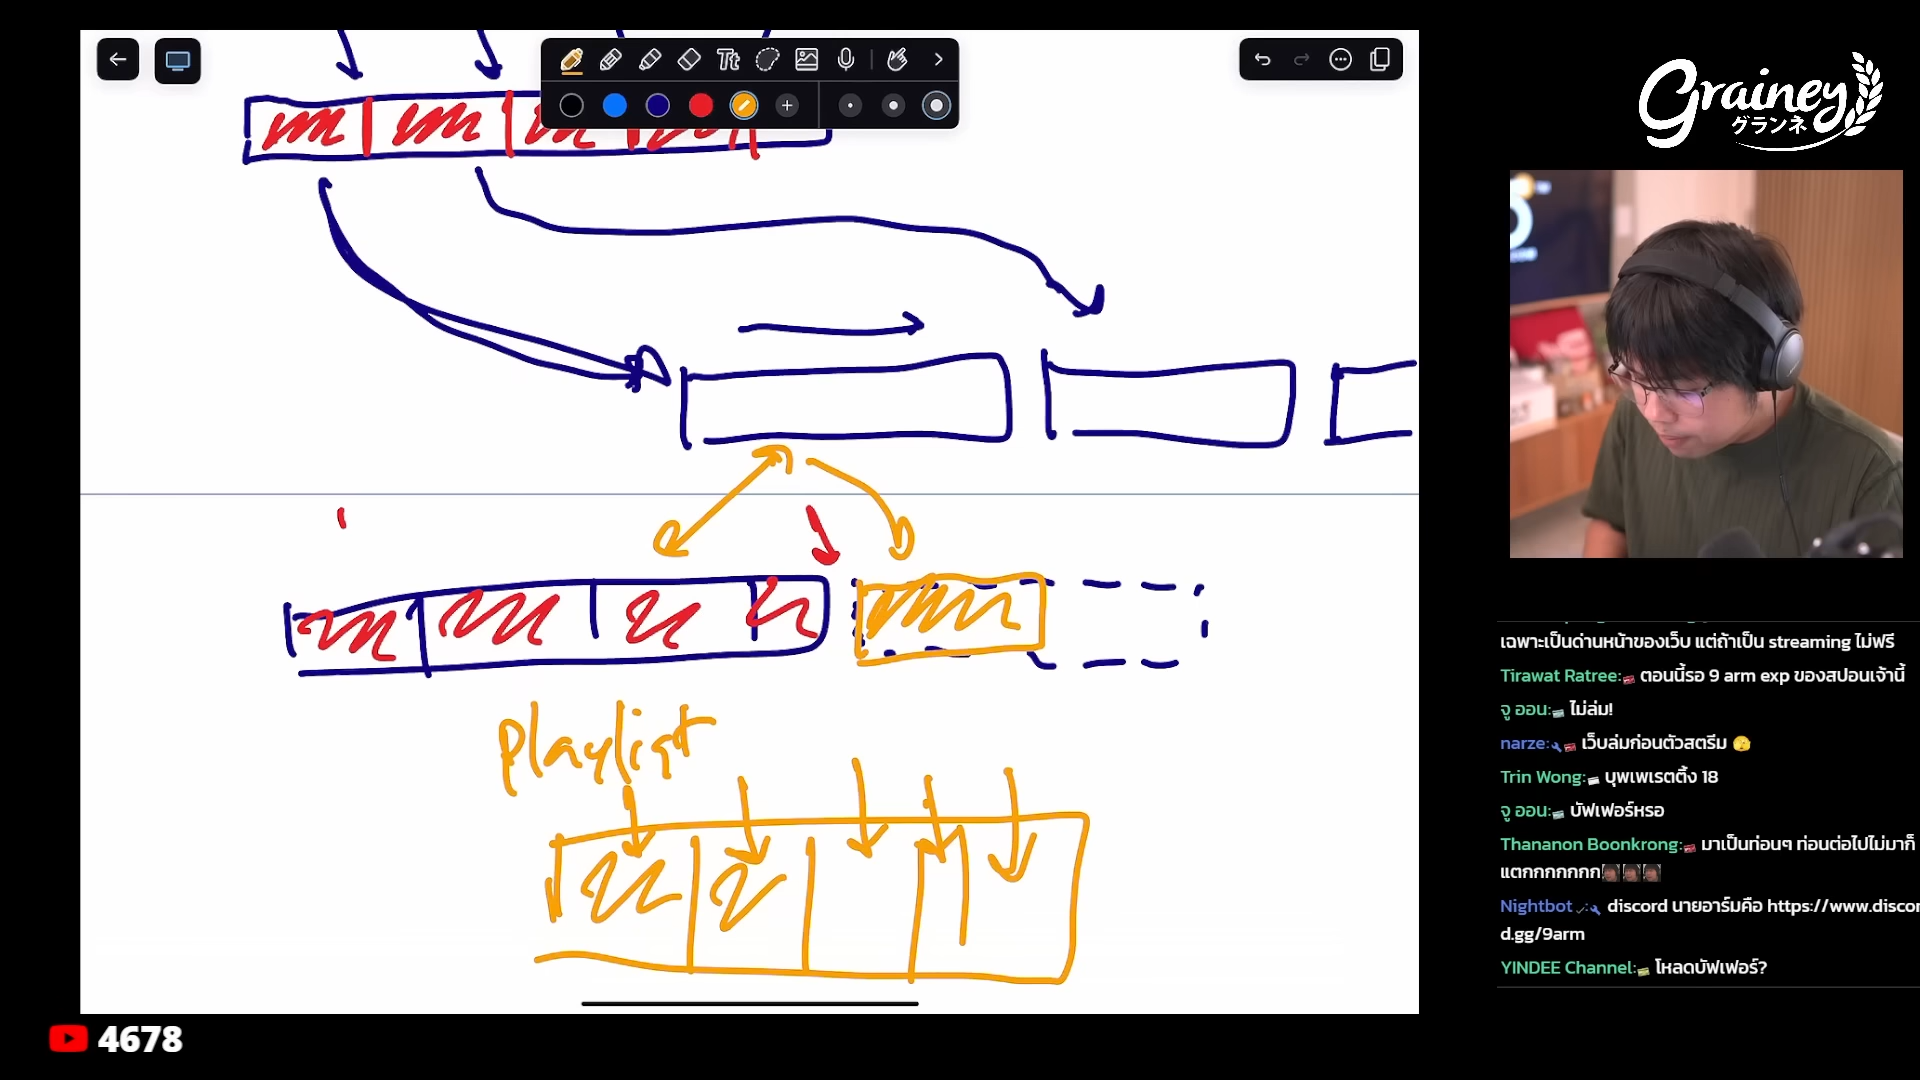 Tt
Grainey
グランネ
playlist
เฉพาะเป็นด่านหน้าของเว็บ แต่ถ้าเป็น streaming ไม่ฟรี
Tirawat Ratree: ตอนนี้รอ 9 arm exp ของสปอนเจ้านี้
จู ออน: ไม่ล่ม!
narze: เว็บล่มก่อนตัวสตรีม
Trin Wong: บุพเพเรตติ้ง 18
จู ออน: บัฟเฟอร์หรอ
Thananon Boonkrong: มาเป็นท่อนๆ ท่อนต่อไปไม่มาก็
แตกกกกกกก
Nightbot: discord นายอาร์มคือ https://www.discor
d.gg/9arm
YINDEE Channel: โหลดบัฟเฟอร์?
4678